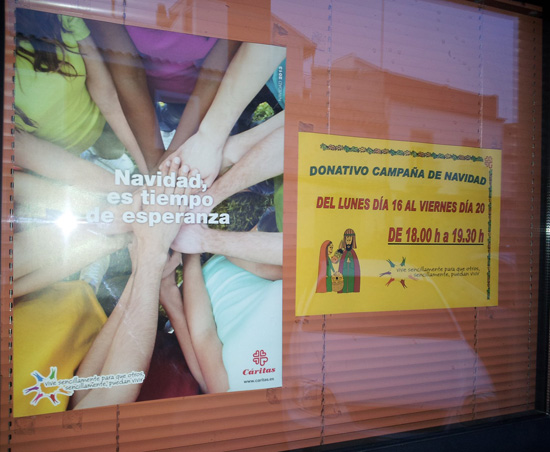 Navidad,
es tiempo
de esperanza
Cáritas
www.caritas.es
vive sencillamente para que otros,
sencillamente, puedan vivir
DONATIVO CAMPAÑA DE NAVIDAD
DEL LUNES DÍA 16 AL VIERNES DÍA 20
DE 18.00 h a 19.30 h
vive sencillamente para que otros,
sencillamente, puedan vivir